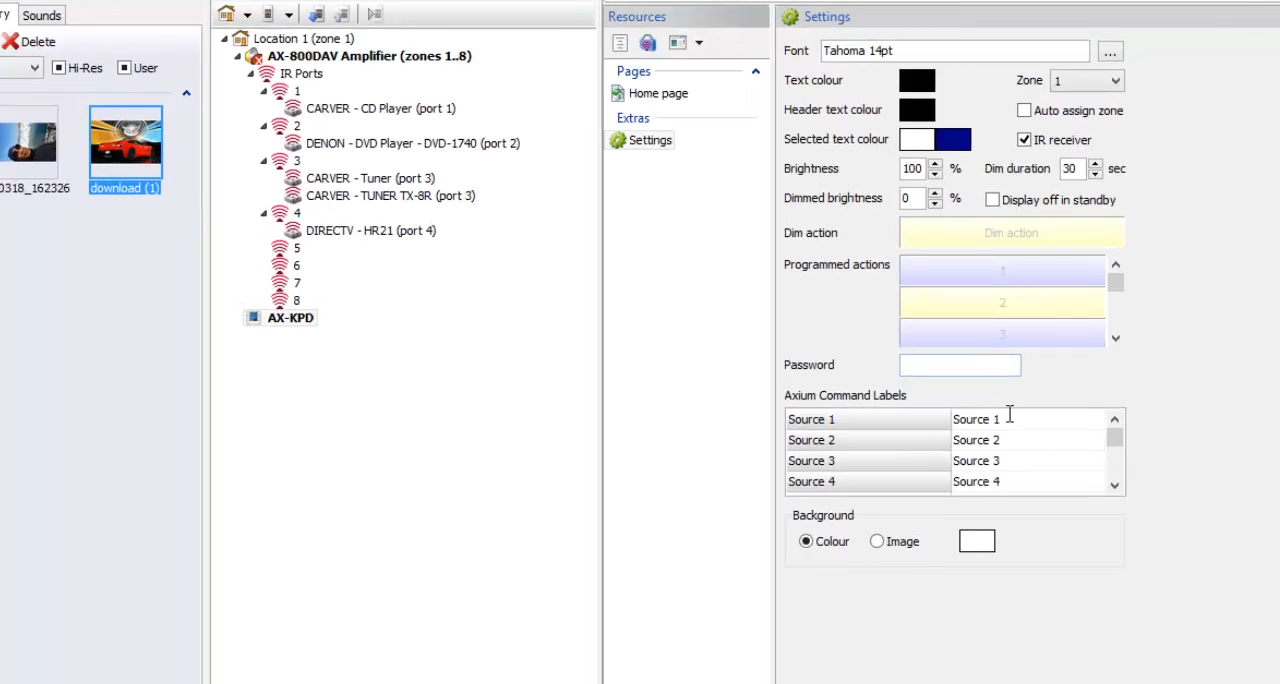 ry Sounds
Delete
Hi-Res User
0318_162326
download (1)
Location 1 (zone 1)
AX-800DAV Amplifier (zones 1..8)
IR Ports
1
CARVER - CD Player (port 1)
2
DENON - DVD Player - DVD-1740 (port 2)
3
CARVER - Tuner (port 3)
CARVER - TUNER TX-8R (port 3)
4
DIRECTV - HR21 (port 4)
5
6
7
8
AX-KPD
Resources
Pages
Home page
Extras
Settings
Settings
Font Tahoma 14pt ...
Text colour Zone 1
Header text colour Auto assign zone
Selected text colour IR receiver
Brightness 100 % Dim duration 30 sec
Dimmed brightness 0 % Display off in standby
Dim action Dim action
Programmed actions 1
2
3
Password
Axium Command Labels
Source 1 Source 1
Source 2 Source 2
Source 3 Source 3
Source 4 Source 4
Background
Colour Image